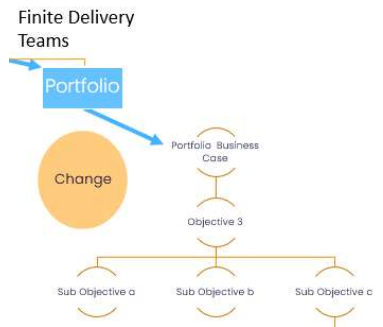 Finite Delivery
Teams
Portfolio
Portfolio Business
Case
Change
Objective 3
Sub Objective a
Sub Objective b
Sub Objective c